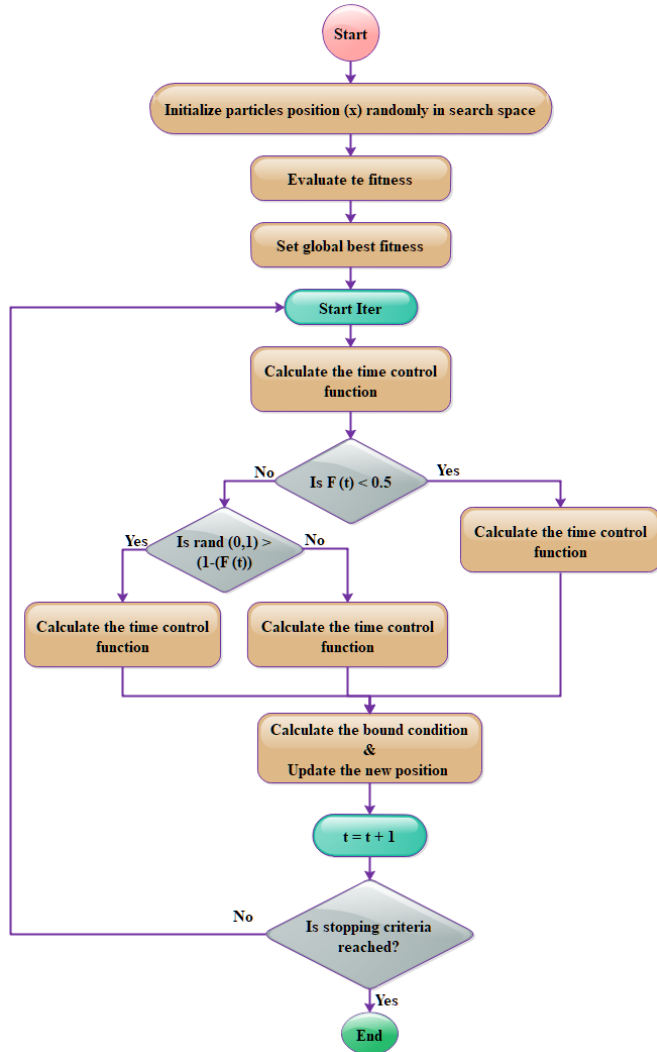 Start
Initialize particles position (x) randomly in search space
Evaluate te fitness
Set global best fitness
Start Iter
Calculate the time control
function
Is F (t) < 0.5
No
Yes
Is rand (0,1) >
(1-(F (t))
Yes
No
Calculate the time control
function
Calculate the time control
function
Calculate the time control
function
Calculate the bound condition
&
Update the new position
t = t + 1
Is stopping criteria
reached?
No
Yes
End